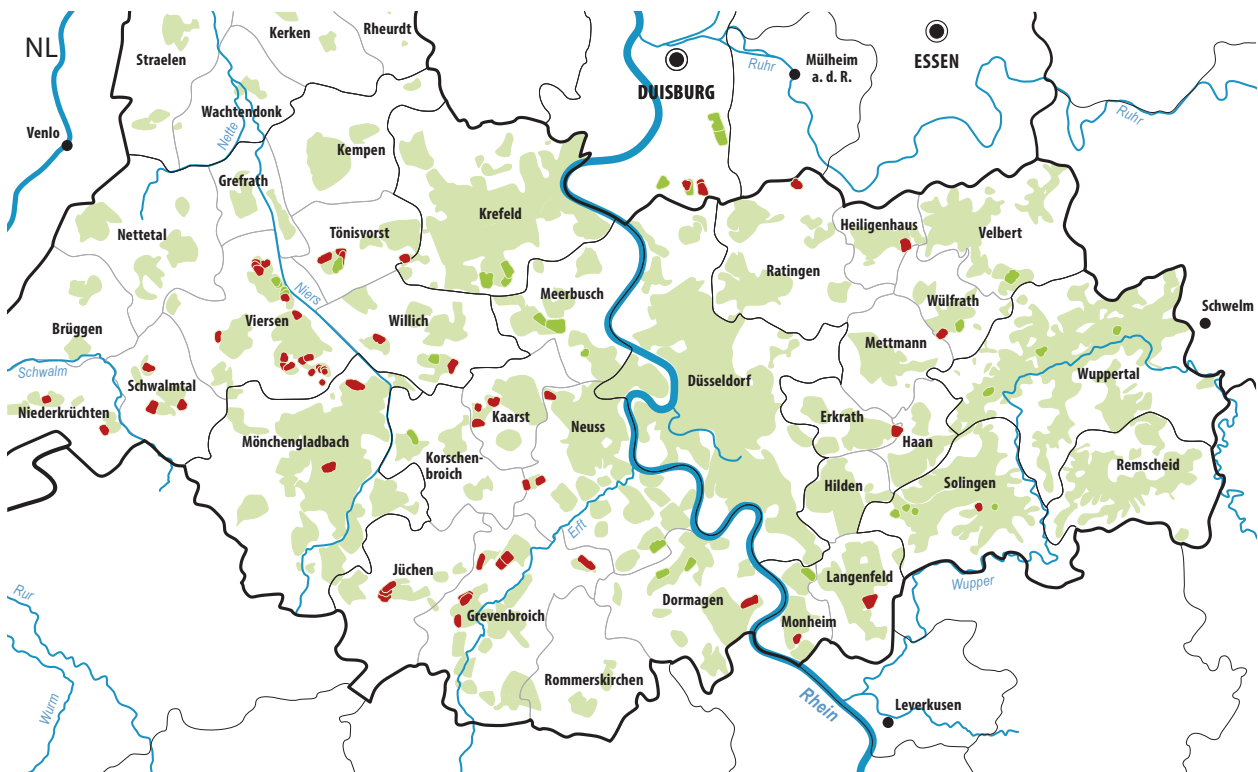 NL
Kerken
Rheurdt
Straelen
DUISBURG
Ruhr
Mülheim
a. d. R.
ESSEN
Ruhr
Wachtendonk
Venlo
Nette
Kempen
Grefrath
Krefeld
Nettetal
Tönisvorst
Heiligenhaus
Velbert
Ratingen
Niers
Meerbusch
Wülfrath
Brüggen
Viersen
Willich
Mettmann
Schwelm
Schwalm
Schwalmtal
Düsseldorf
Wuppertal
Niederkrüchten
Kaarst
Neuss
Erkrath
Haan
Mönchengladbach
Korschen-
broich
Hilden
Solingen
Remscheid
Erft
Jüchen
Langenfeld
Wupper
Rur
Grevenbroich
Dormagen
Monheim
Rommerskirchen
Wurm
Rhein
Leverkusen